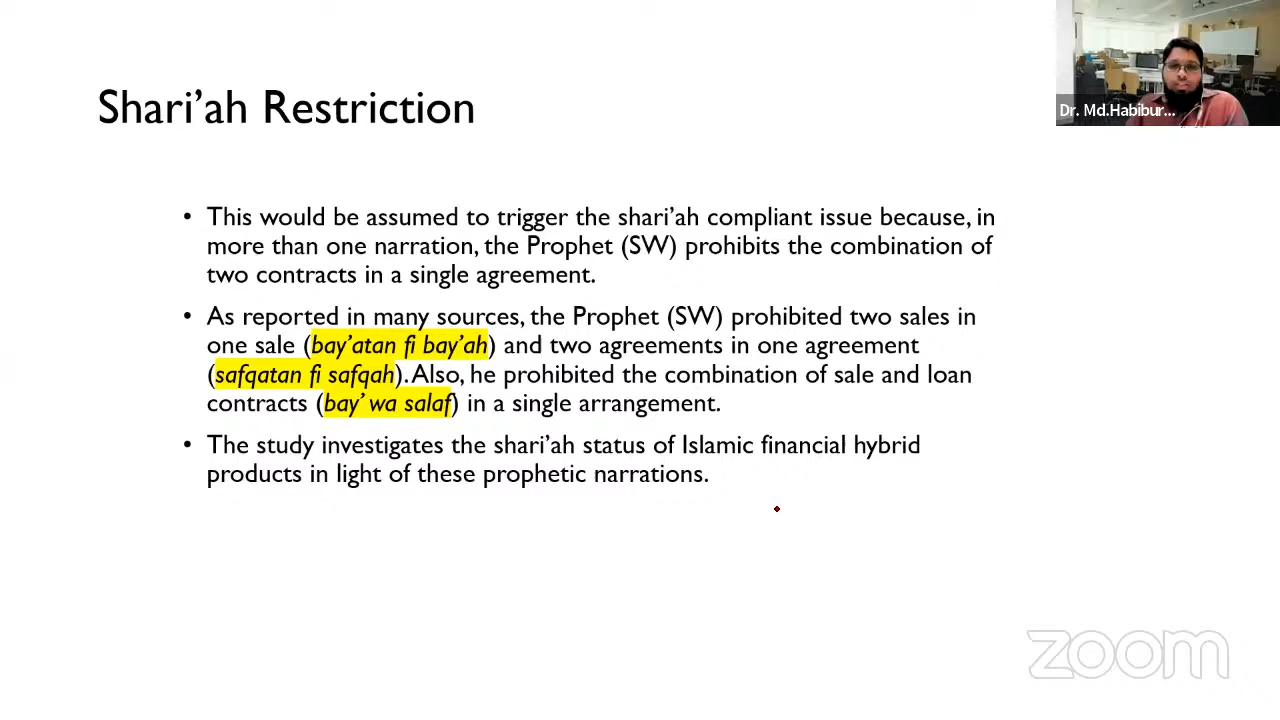 Shari’ah Restriction
Dr. Md.Habibur...
• This would be assumed to trigger the shari’ah compliant issue because, in
more than one narration, the Prophet (SW) prohibits the combination of
two contracts in a single agreement.
• As reported in many sources, the Prophet (SW) prohibited two sales in
one sale (bay’atan fi bay’ah) and two agreements in one agreement
(safqatan fi safqah). Also, he prohibited the combination of sale and loan
contracts (bay’ wa salaf) in a single arrangement.
• The study investigates the shari’ah status of Islamic financial hybrid
products in light of these prophetic narrations.
zoom